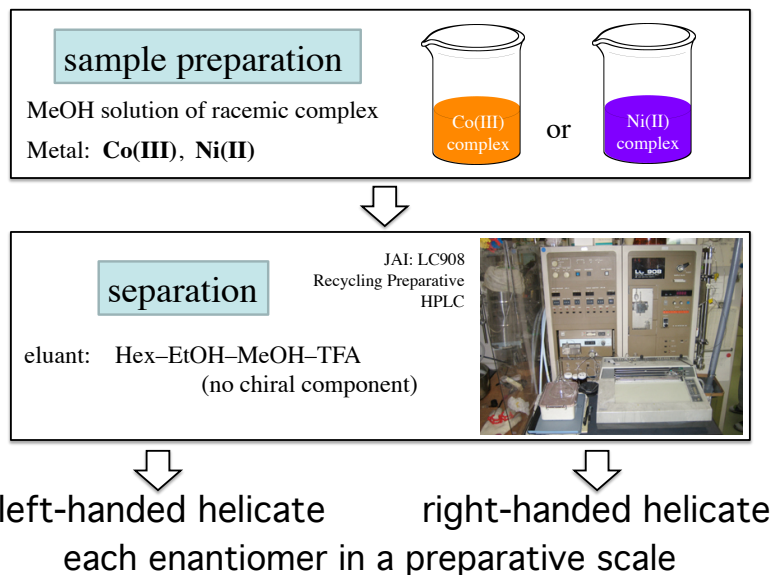 sample preparation
MeOH solution of racemic complex
Metal: Co(III), Ni(II)
Co(III)
complex
or
Ni(II)
complex
JAI: LC908
Recycling Preparative
HPLC
separation
eluant: Hex–EtOH–MeOH–TFA
(no chiral component)
LC 908
left-handed helicate
right-handed helicate
each enantiomer in a preparative scale